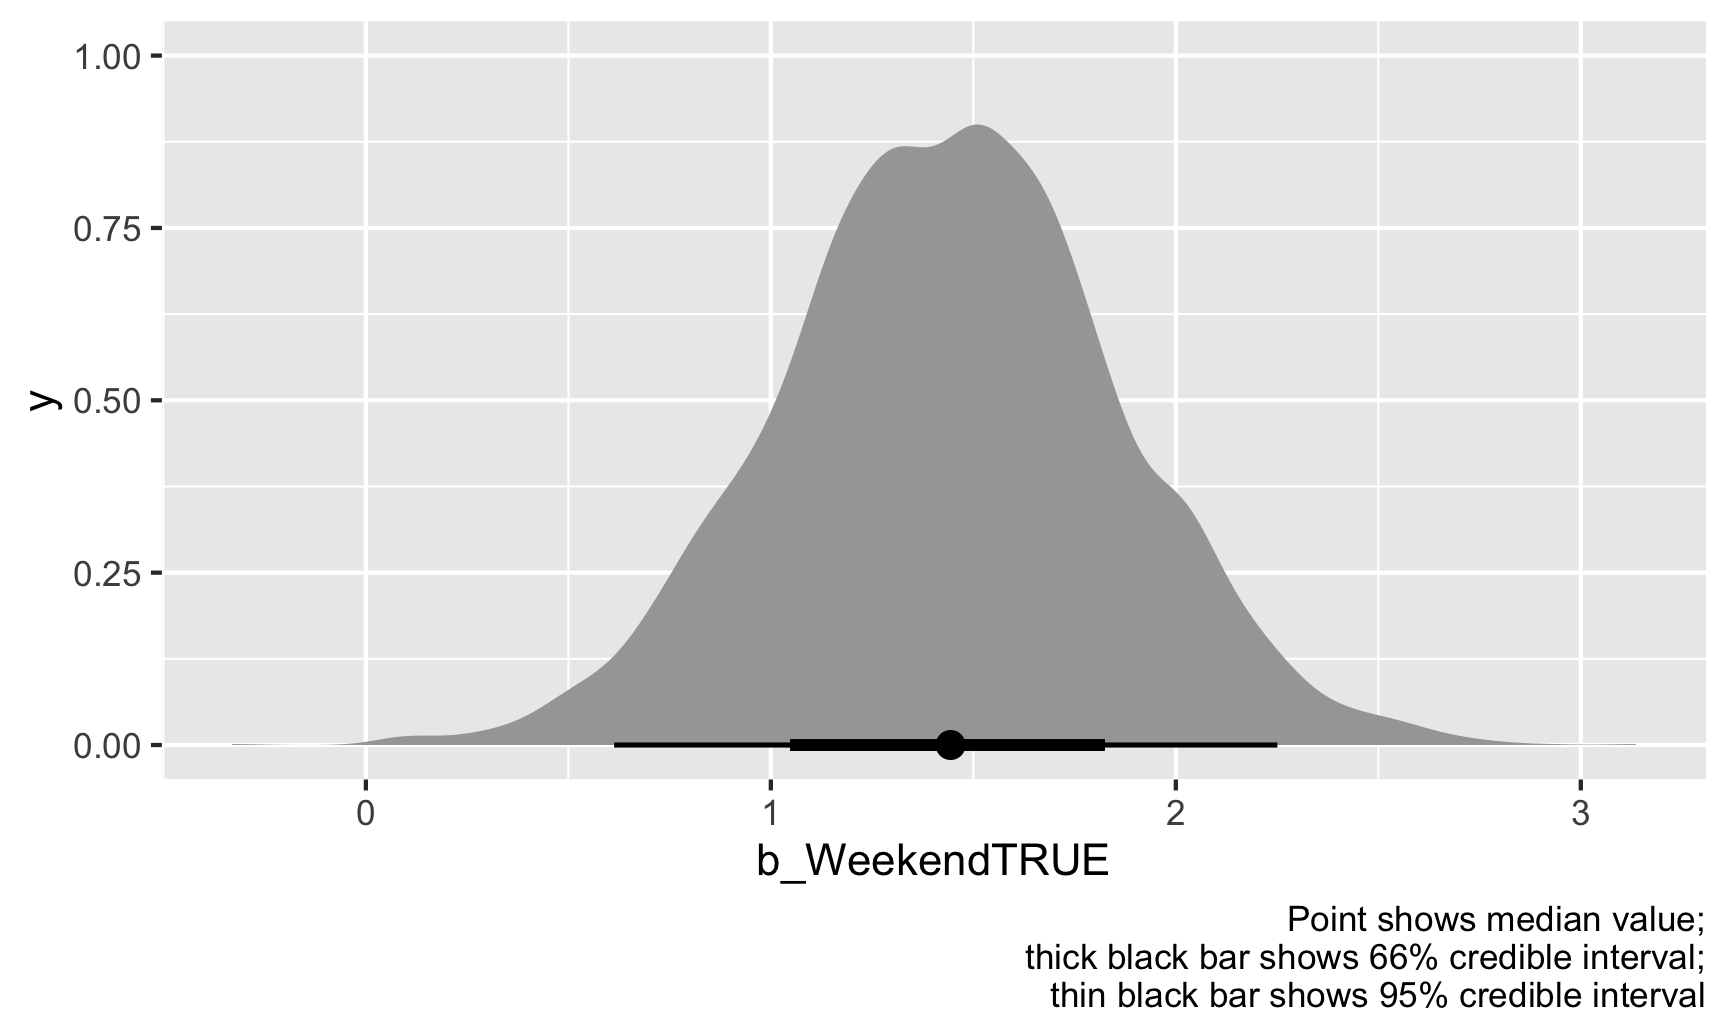 1.00
0.75
0.50
0.25
0.00
y
0
1
2
3
b_WeekendTRUE
Point shows median value;
thick black bar shows 66% credible interval;
thin black bar shows 95% credible interval